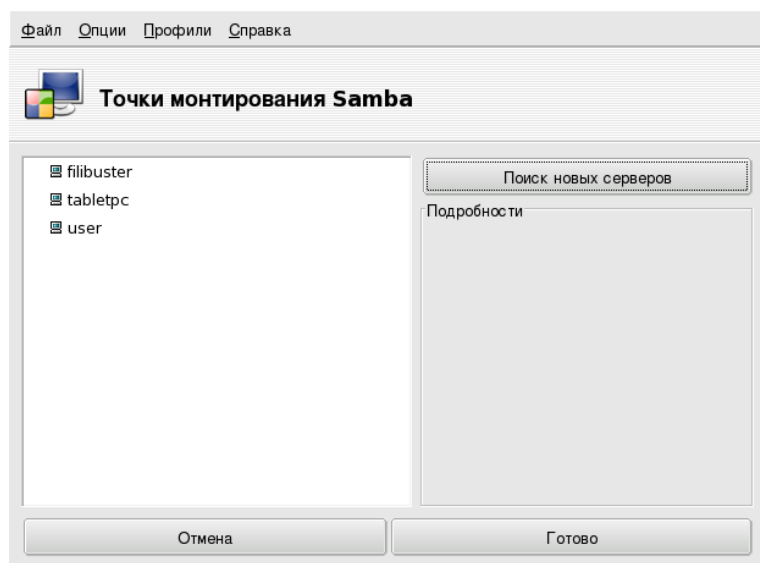 Файл Опции Профили Справка
Точки монтирования Samba
filibuster
tabletpc
user
Поиск новых серверов
Подробности
Отмена
Готово